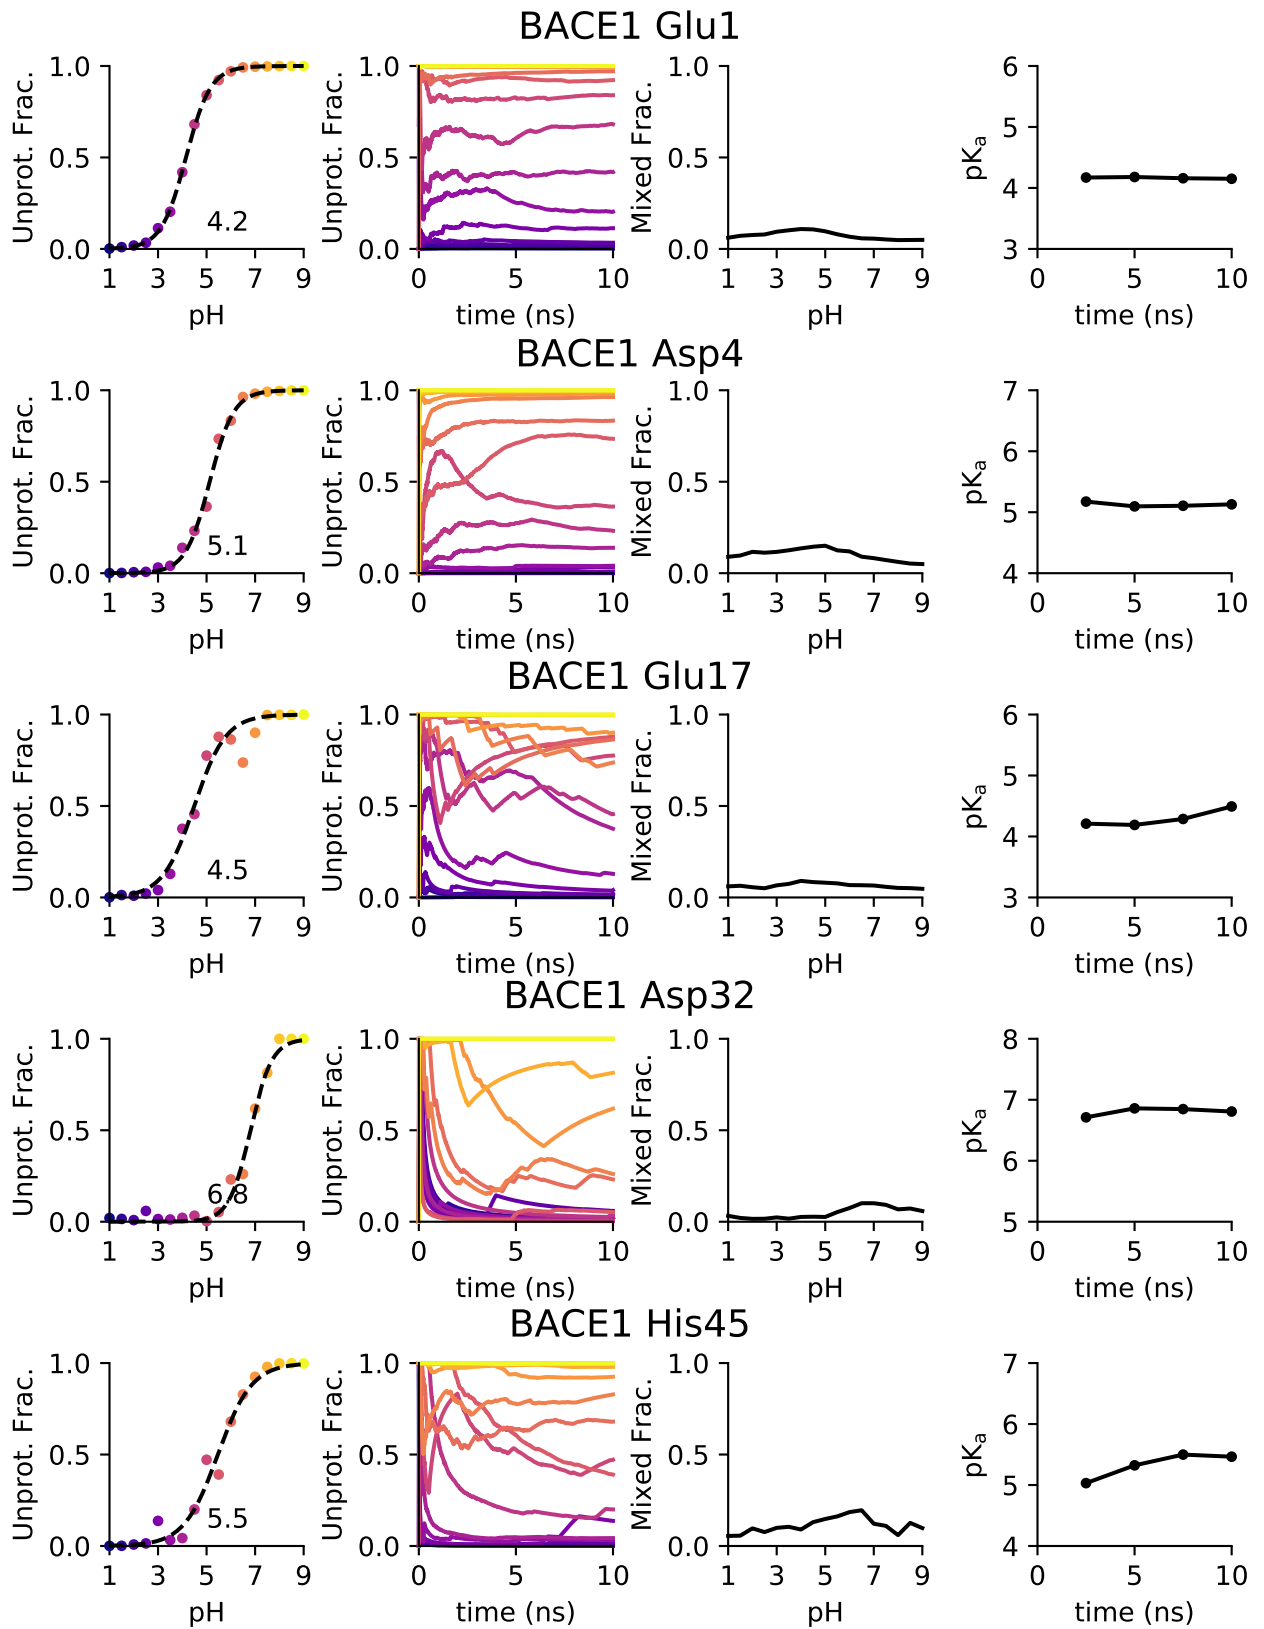 BACE1 Glu1
Unprot. Frac.
1.0
0.5
0.0
4.2
1 3 5 7 9
pH
Unprot. Frac.
1.0
0.5
0.0
0 5 10
time (ns)
Mixed Frac.
1.0
0.5
0.0
1 3 5 7 9
pH
pKa
6
5
4
3
0 5 10
time (ns)
BACE1 Asp4
Unprot. Frac.
1.0
0.5
0.0
5.1
1 3 5 7 9
pH
Unprot. Frac.
1.0
0.5
0.0
0 5 10
time (ns)
Mixed Frac.
1.0
0.5
0.0
1 3 5 7 9
pH
pKa
7
6
5
4
0 5 10
time (ns)
BACE1 Glu17
Unprot. Frac.
1.0
0.5
0.0
4.5
1 3 5 7 9
pH
Unprot. Frac.
1.0
0.5
0.0
0 5 10
time (ns)
Mixed Frac.
1.0
0.5
0.0
1 3 5 7 9
pH
pKa
6
5
4
3
0 5 10
time (ns)
BACE1 Asp32
Unprot. Frac.
1.0
0.5
0.0
6.8
1 3 5 7 9
pH
Unprot. Frac.
1.0
0.5
0.0
0 5 10
time (ns)
Mixed Frac.
1.0
0.5
0.0
1 3 5 7 9
pH
pKa
8
7
6
5
0 5 10
time (ns)
BACE1 His45
Unprot. Frac.
1.0
0.5
0.0
5.5
1 3 5 7 9
pH
Unprot. Frac.
1.0
0.5
0.0
0 5 10
time (ns)
Mixed Frac.
1.0
0.5
0.0
1 3 5 7 9
pH
pKa
7
6
5
4
0 5 10
time (ns)